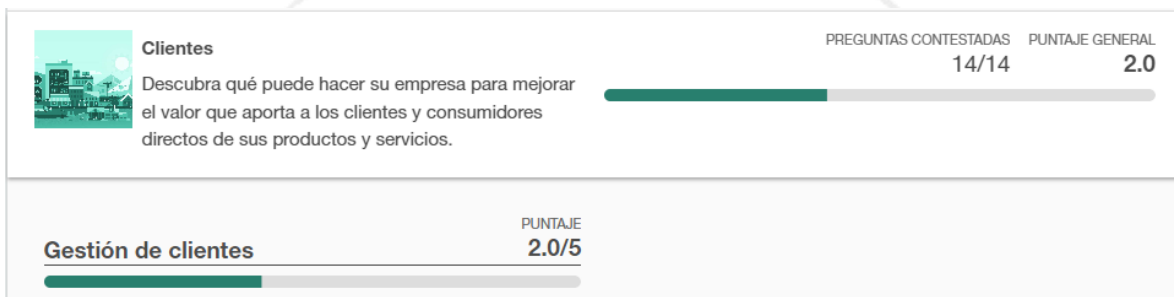 Clientes
Descubra qué puede hacer su empresa para mejorar
el valor que aporta a los clientes y consumidores
directos de sus productos y servicios.
PREGUNTAS CONTESTADAS PUNTAJE GENERAL
14/14 2.0
Gestión de clientes
PUNTAJE
2.0/5